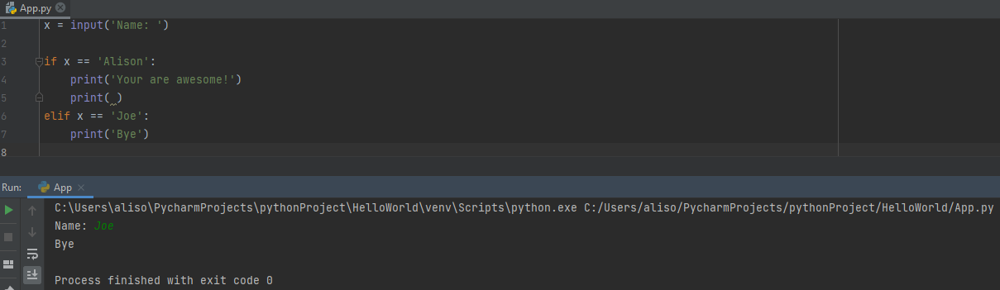 App.py
1 x = input('Name: ')
2
3 if x == 'Alison':
4     print('Your are awesome!')
5     print( )
6 elif x == 'Joe':
7     print('Bye')
8
Run: App
C:\Users\aliso\PycharmProjects\pythonProject\HelloWorld\venv\Scripts\python.exe C:/Users/aliso/PycharmProjects/pythonProject/HelloWorld/App.py
Name: Joe
Bye
Process finished with exit code 0